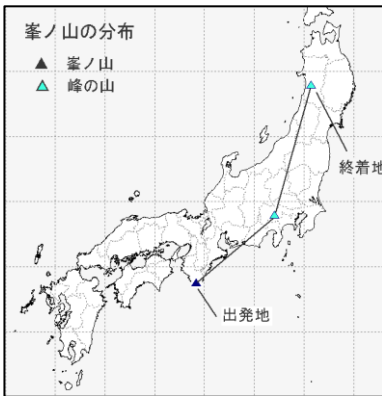 峯ノ山の分布
峯ノ山
峰の山
終着地
出発地